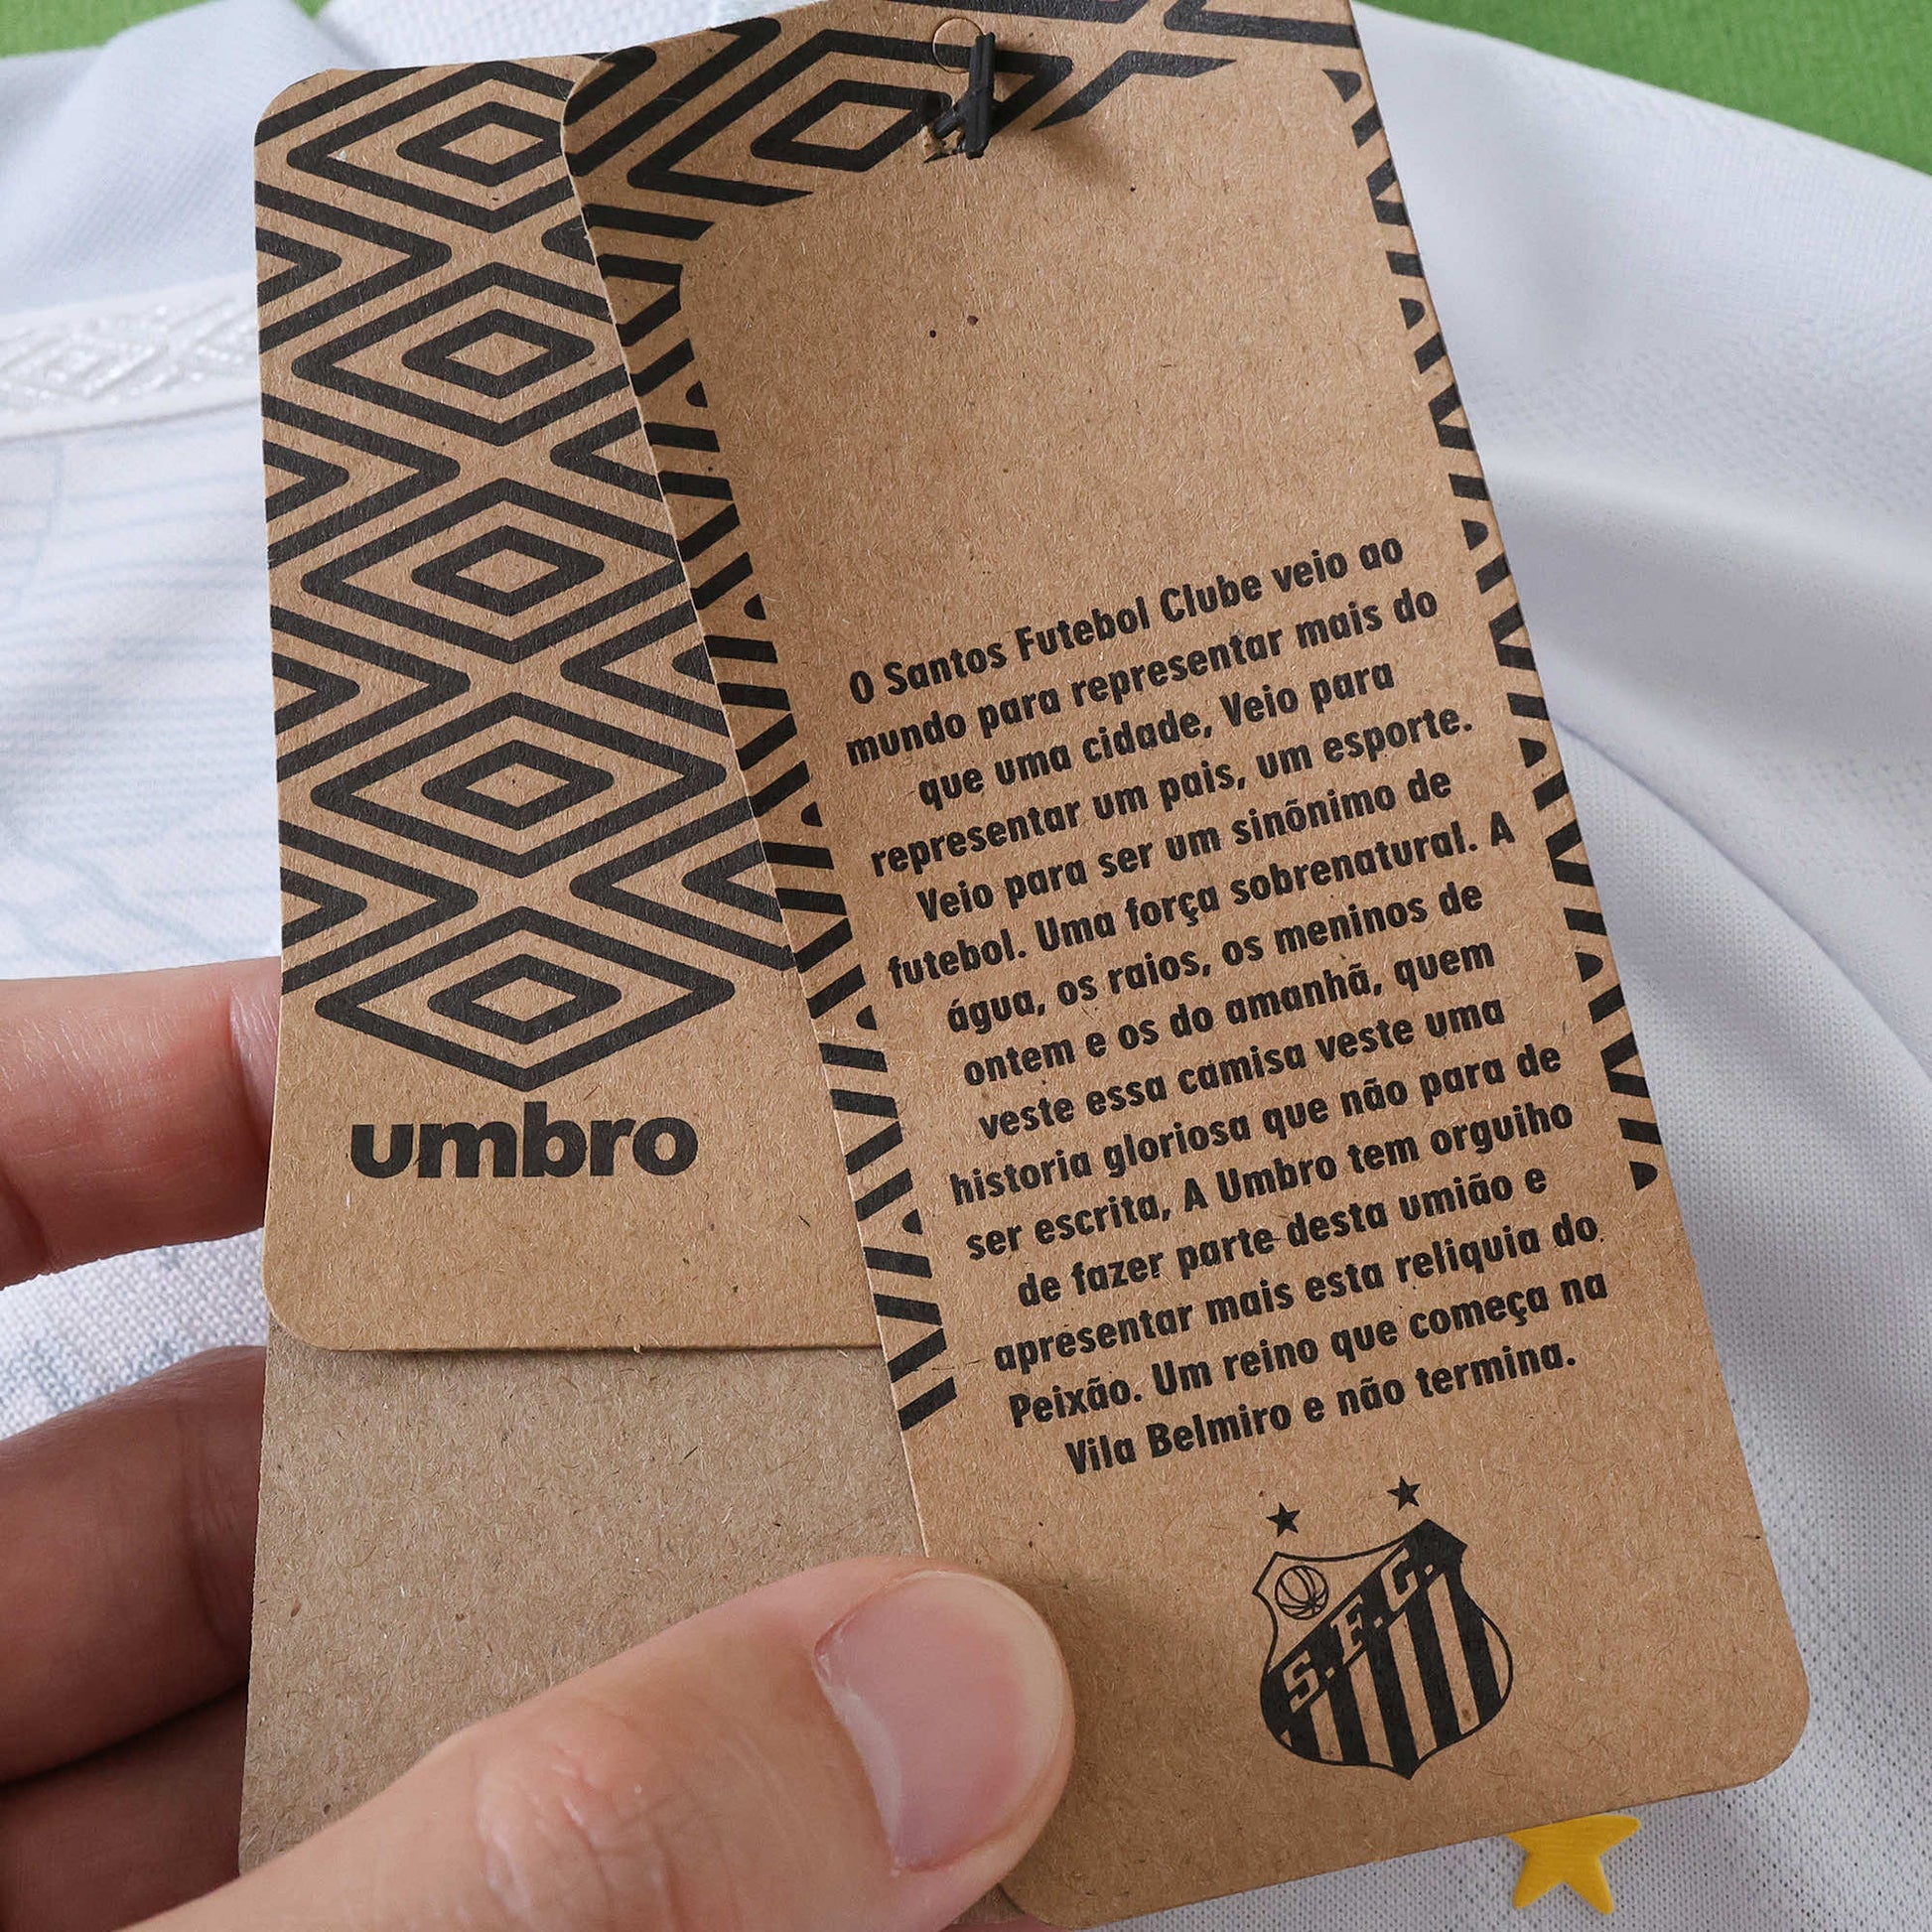 umbro
O Santos Futebol Clube veio ao
mundo para representar mais do
que uma cidade, Veio para
representar um pais, um esporte.
Veio para ser um sinõnimo de
futebol. Uma força sobrenatural. A
água, os raios, os meninos de
ontem e os do amanhã, quem
veste essa camisa veste uma
historia gloriosa que não para de
ser escrita, A Umbro tem orguiho
de fazer parte desta umião e
apresentar mais esta reliquia do
Peixão. Um reino que começa na
Vila Belmiro e não termina.
S.F.C.